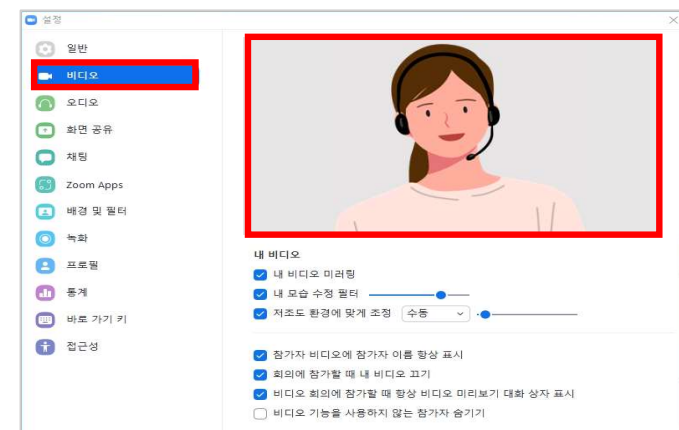 설정
일반
비디오
오디오
화면 공유
채팅
Zoom Apps
배경 및 필터
녹화
프로필
통계
바로 가기 키
접근성
내 비디오
내 비디오 미러링
내 모습 수정 필터
저조도 환경에 맞게 조정 수동
참가자 비디오에 참가자 이름 항상 표시
회의에 참가할 때 내 비디오 끄기
비디오 회의에 참가할 때 항상 비디오 미리보기 대화 상자 표시
비디오 기능을 사용하지 않는 참가자 숨기기